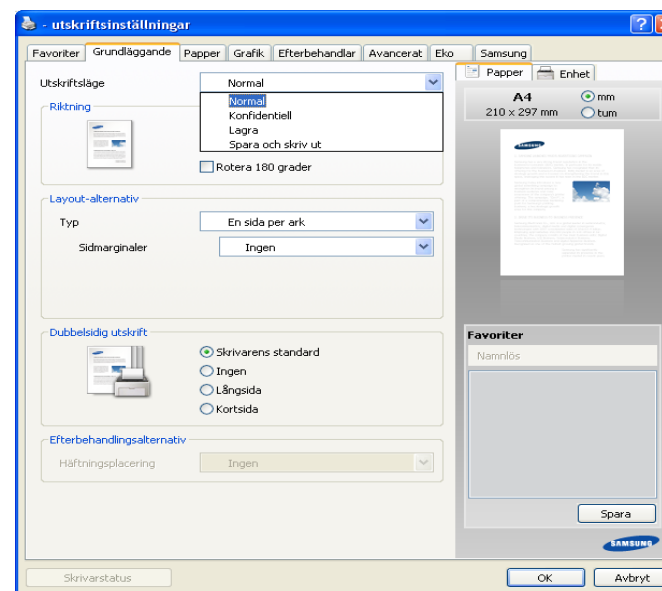 - utskriftsinställningar
Favoriter Grundläggande Papper Grafik Efterbehandlar Avancerat Eko Samsung
Utskriftsläge Normal
Normal
Konfidentiell
Lagra
Spara och skriv ut
Riktning
Rotera 180 grader
Layout-alternativ
Typ En sida per ark
Sidmarginaler Ingen
Dubbelsidig utskrift
Skrivarens standard
Ingen
Långsida
Kortsida
Efterbehandlingsalternativ
Häftningsplacering Ingen
Papper Enhet
A4 mm
210 x 297 mm tum
SAMSUNG
Favoriter
Namnlös
Spara
SAMSUNG
Skrivarstatus OK Avbryt